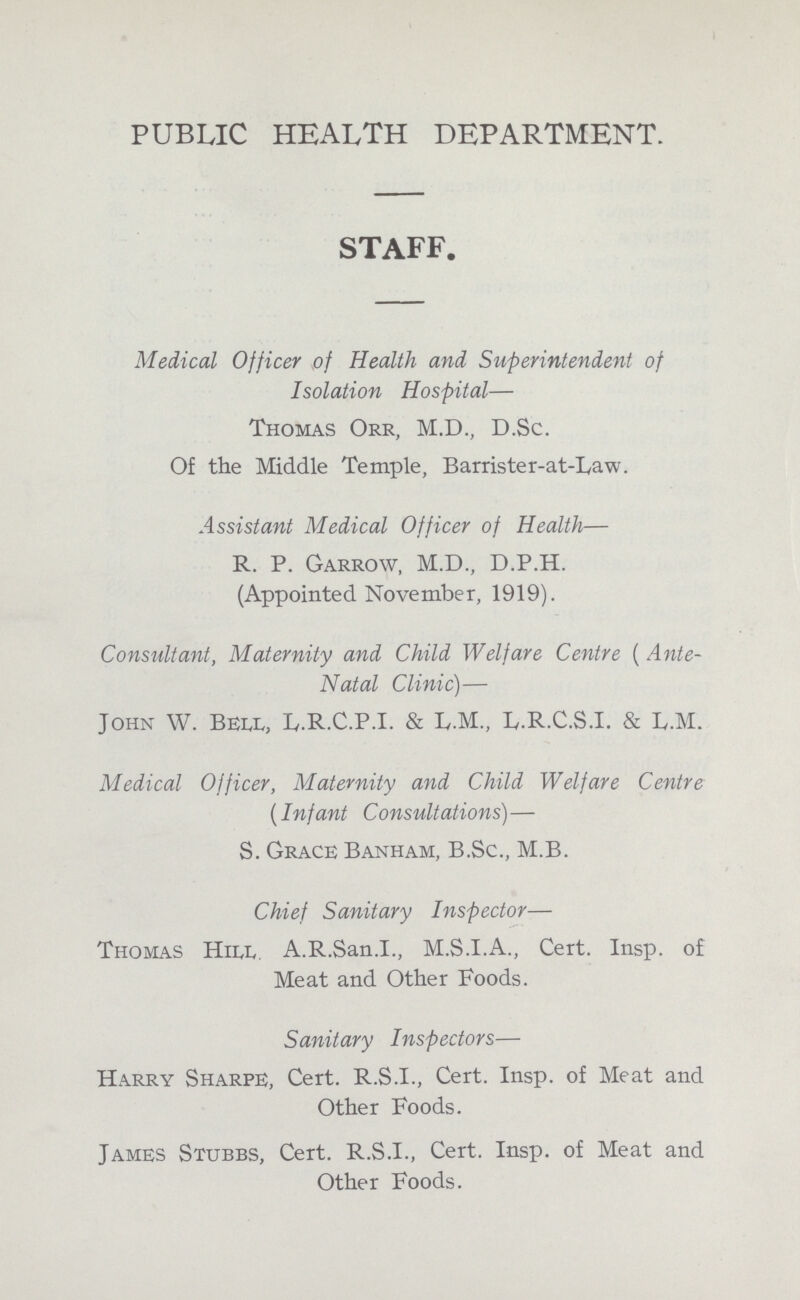 PUBLIC HEALTH DEPARTMENT.
STAFF.
Medical Officer of Health and Superintendent of
Isolation Hospital—
THOMAS ORR, M.D., D.Sc.
Of the Middle Temple, Barrister-at-Law.
Assistant Medical Officer of Health—
R. P. GARROW, M.D., D.P.H.
(Appointed November, 1919).
Consultant, Maternity and Child Welfare Centre (Ante-
Natal Clinic)—
JOHN W. BELL, L.R.C.P.I. & L.M., L.R.C.S.I. & L.M.
Medical Officer, Maternity and Child Welfare Centre
(Infant Consultations)—
S. GRACE BANHAM, B.Sc., M.B.
Chief Sanitary Inspector—
THOMAS HILL. A.R.San.I., M.S.I.A., Cert. Insp. of
Meat and Other Foods.
Sanitary Inspectors—
HARRY SHARPE, Cert. R.S.I., Cert. Insp. of Meat and
Other Foods.
JAMES STUBBS, Cert. R.S.I., Cert. Insp. of Meat and
Other Foods.